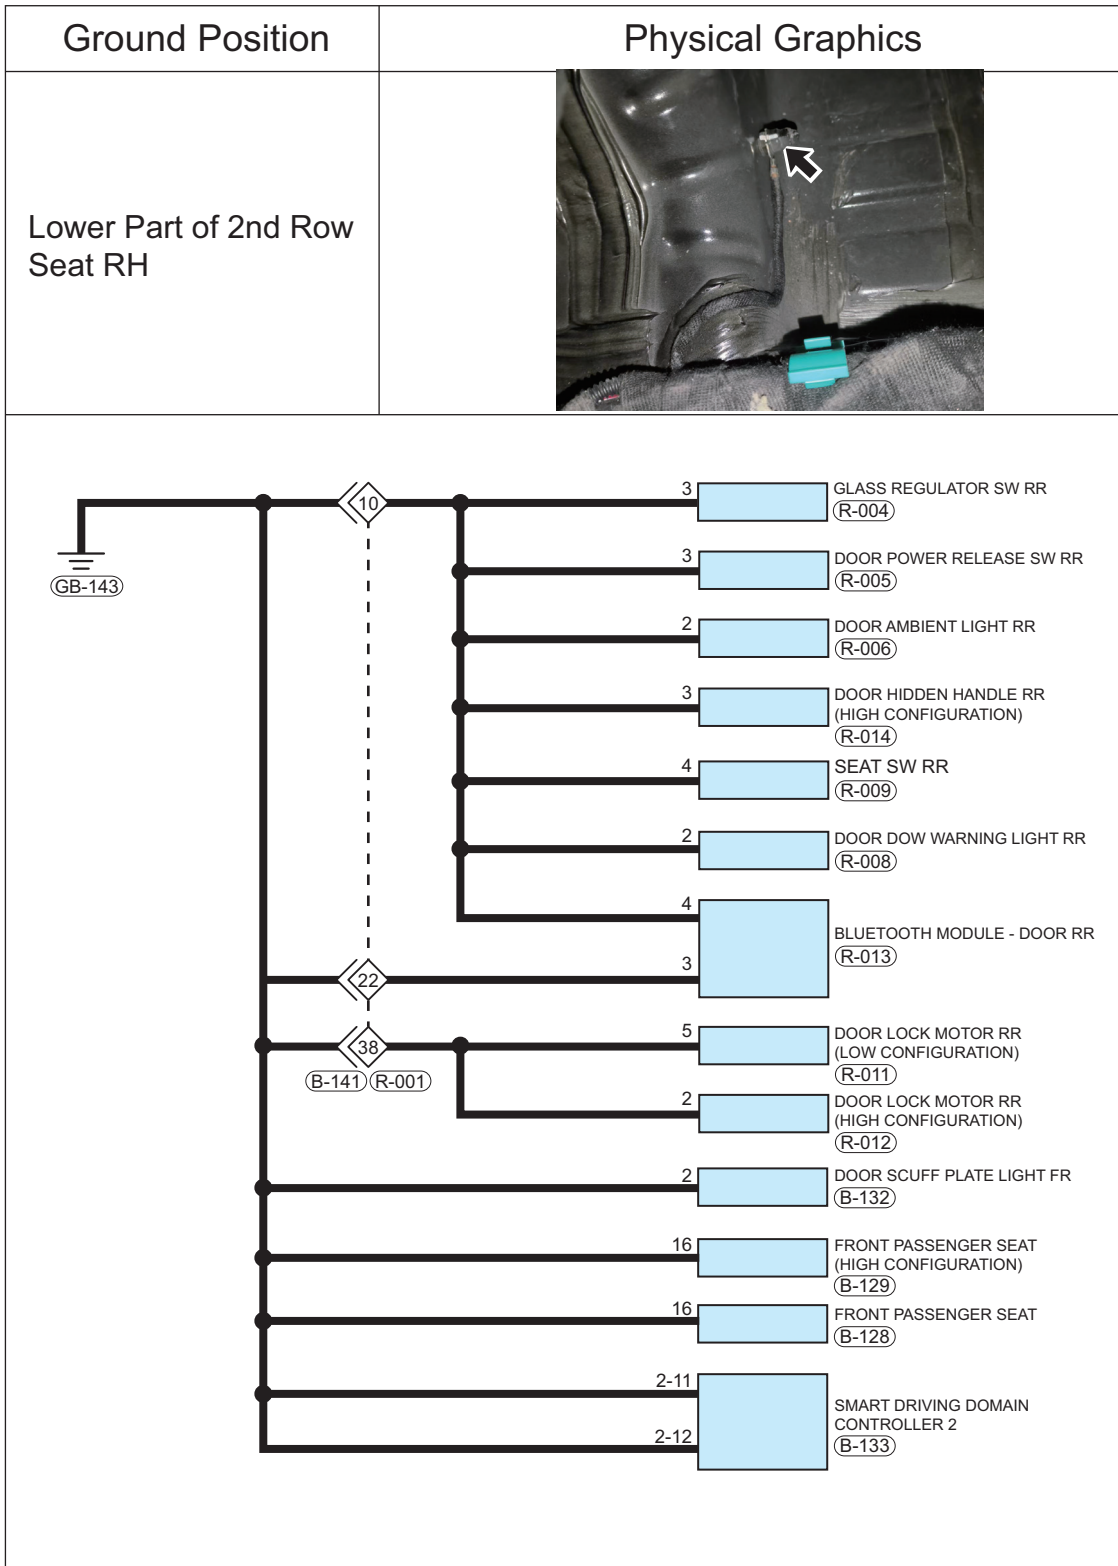 Ground Position
Physical Graphics
Lower Part of 2nd Row
Seat RH
GB-143
10
3
GLASS REGULATOR SW RR
R-004
3
DOOR POWER RELEASE SW RR
R-005
2
DOOR AMBIENT LIGHT RR
R-006
3
DOOR HIDDEN HANDLE RR
(HIGH CONFIGURATION)
R-014
4
SEAT SW RR
R-009
2
DOOR DOW WARNING LIGHT RR
R-008
4
BLUETOOTH MODULE - DOOR RR
R-013
22
3
38
B-141 R-001
5
DOOR LOCK MOTOR RR
(LOW CONFIGURATION)
R-011
2
DOOR LOCK MOTOR RR
(HIGH CONFIGURATION)
R-012
2
DOOR SCUFF PLATE LIGHT FR
B-132
16
FRONT PASSENGER SEAT
(HIGH CONFIGURATION)
B-129
16
FRONT PASSENGER SEAT
B-128
2-11
SMART DRIVING DOMAIN
CONTROLLER 2
B-133
2-12